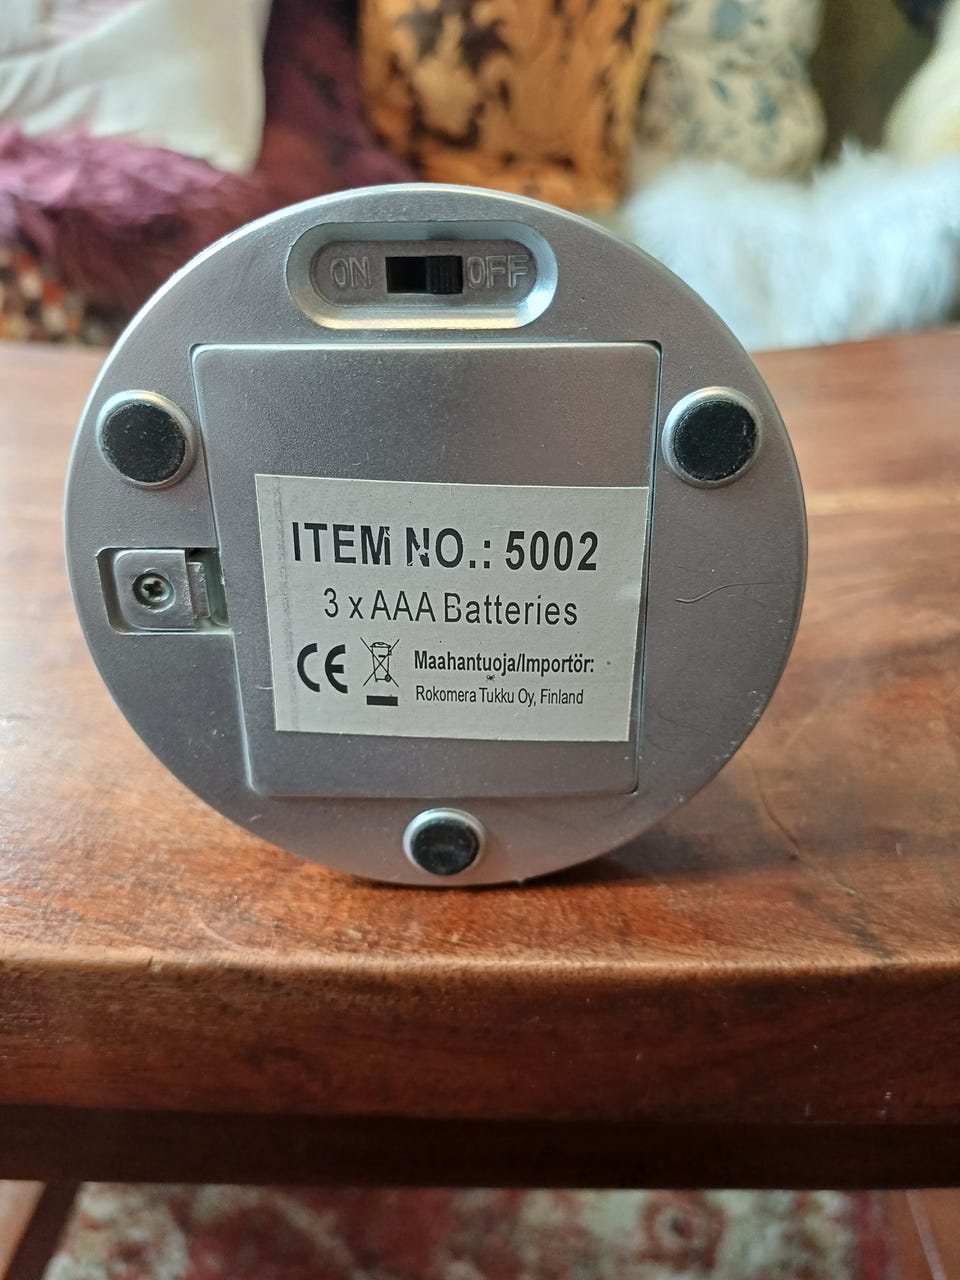 ON OFF
ITEM NO.: 5002
3 x AAA Batteries
CE Maahantuoja/Importör:
Rokomera Tukku Oy, Finland